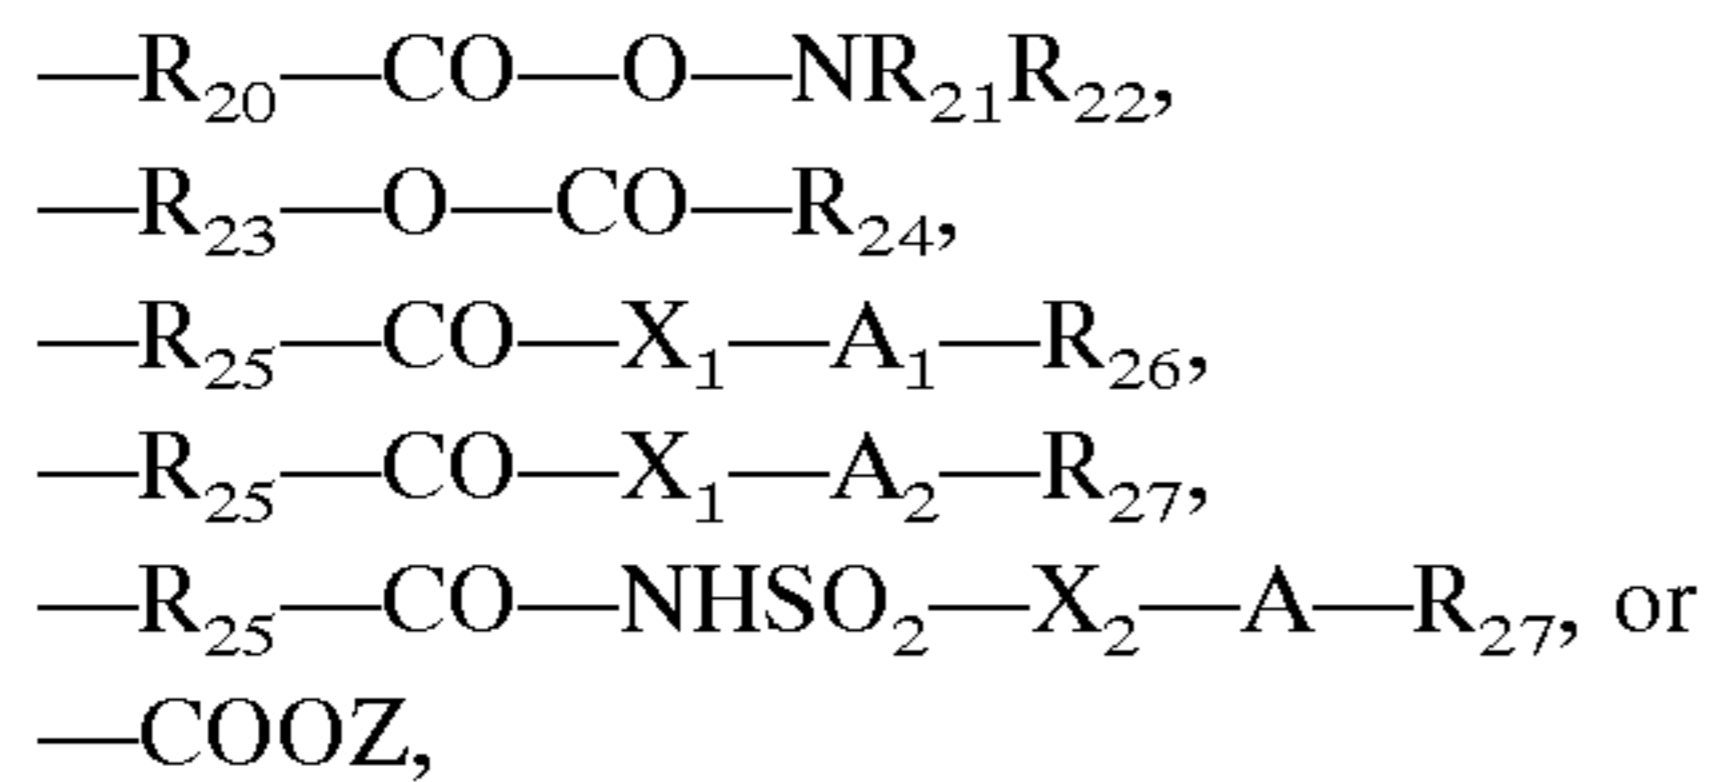 —R₂₀—CO—O—NR₂₁R₂₂,
—R₂₃—O—CO—R₂₄,
—R₂₅—CO—X₁—A₁—R₂₆,
—R₂₅—CO—X₁—A₂—R₂₇,
—R₂₅—CO—NHSO₂—X₂—A—R₂₇, or
—COOZ,